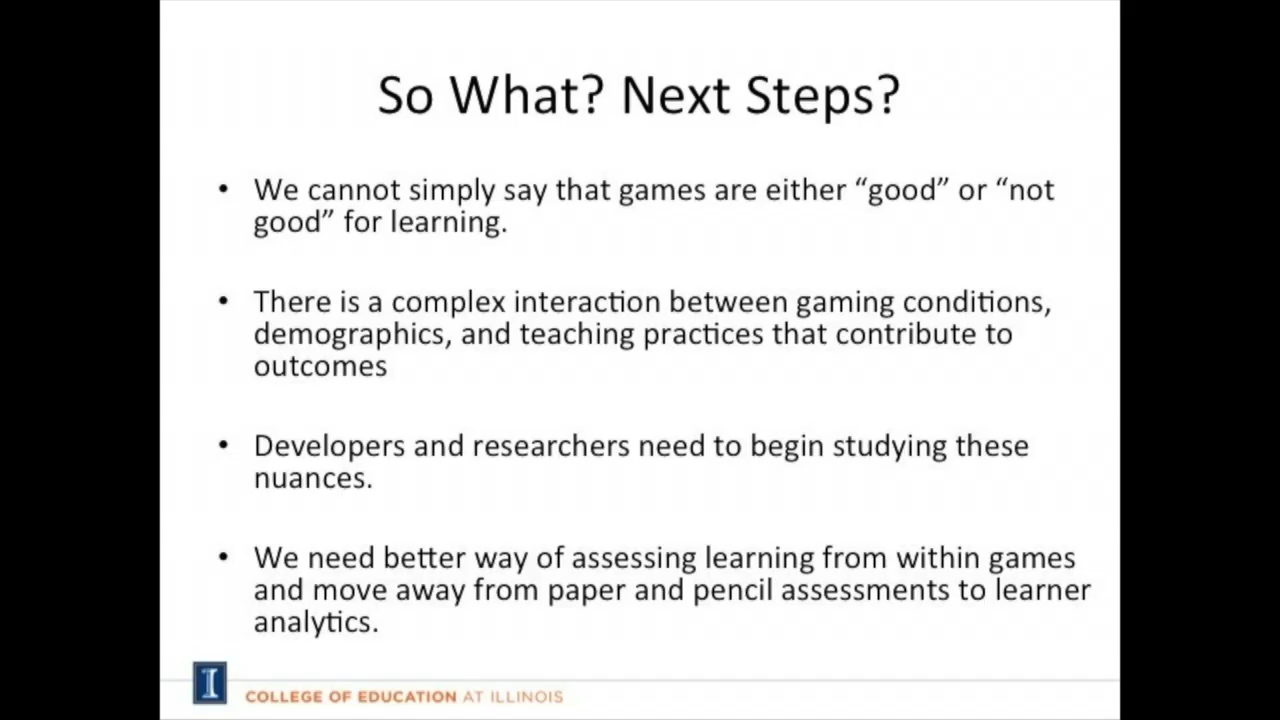 So What? Next Steps?
• We cannot simply say that games are either “good” or “not
good” for learning.
• There is a complex interaction between gaming conditions,
demographics, and teaching practices that contribute to
outcomes
• Developers and researchers need to begin studying these
nuances.
• We need better way of assessing learning from within games
and move away from paper and pencil assessments to learner
analytics.
I
COLLEGE OF EDUCATION AT ILLINOIS